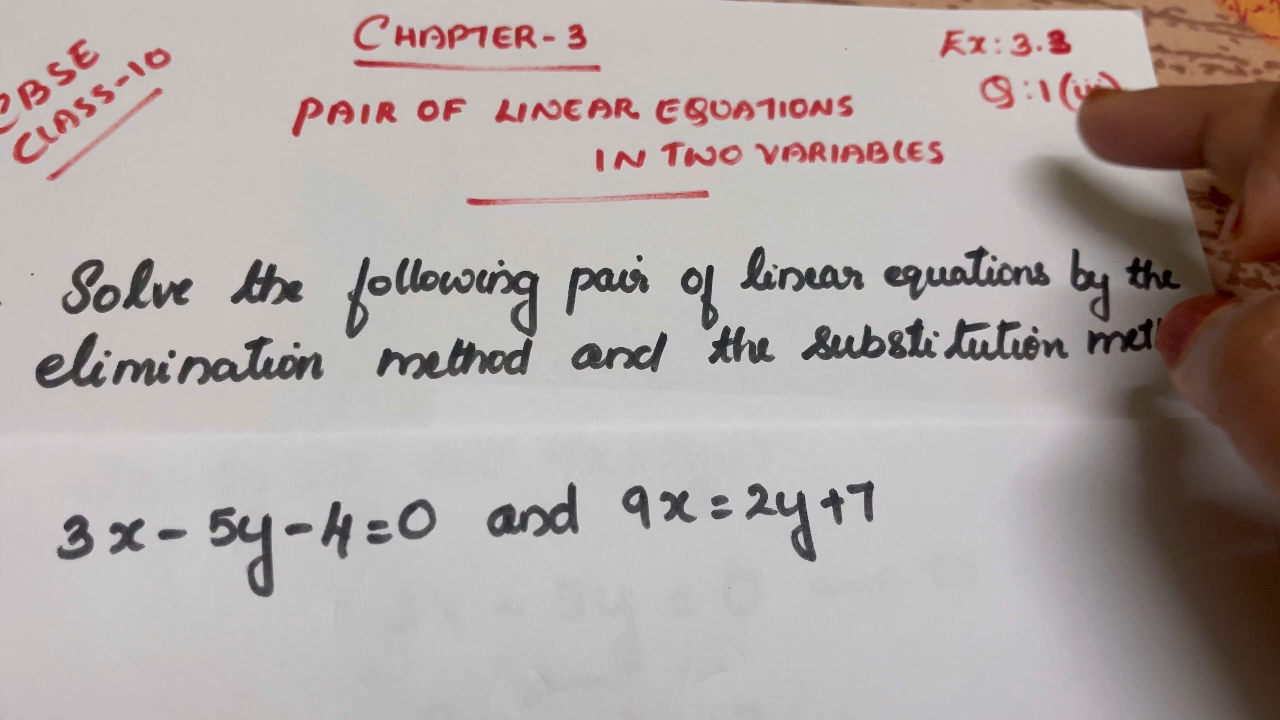 CHAPTER-3
Ex: 3.3
CBSE
CLASS-10
Q:1(iii)
PAIR OF LINEAR EQUATIONS
IN TWO VARIABLES
Solve the following pair of linear equations by the
elimination method and the substitution
3x - 5y - 4 = 0 and 9x = 2y + 7